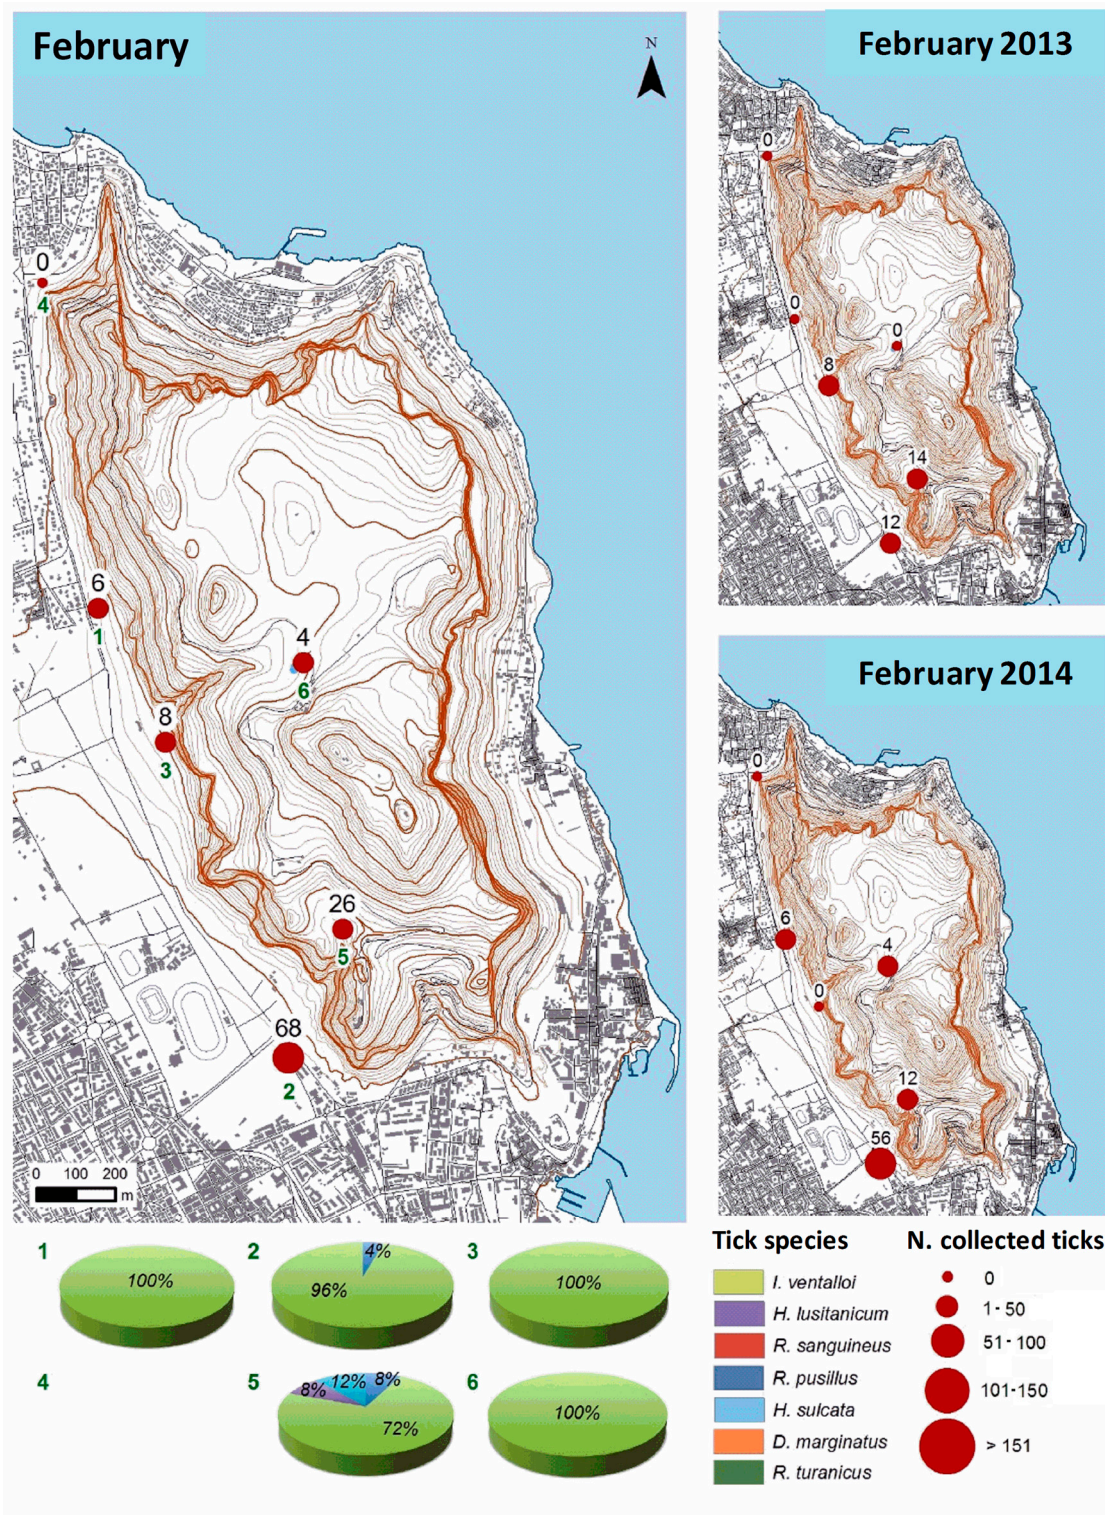 February
N
0
4
6
1
4
6
8
3
26
5
68
2
0 100 200
m
February 2013
0
0
0
8
14
12
February 2014
0
6
4
0
12
56
1
100%
2
4%
96%
3
100%
4
5
8%
12%
8%
72%
6
100%
Tick species
I. ventalloi
H. lusitanicum
R. sanguineus
R. pusillus
H. sulcata
D. marginatus
R. turanicus
N. collected ticks
0
1-50
51-100
101-150
> 151